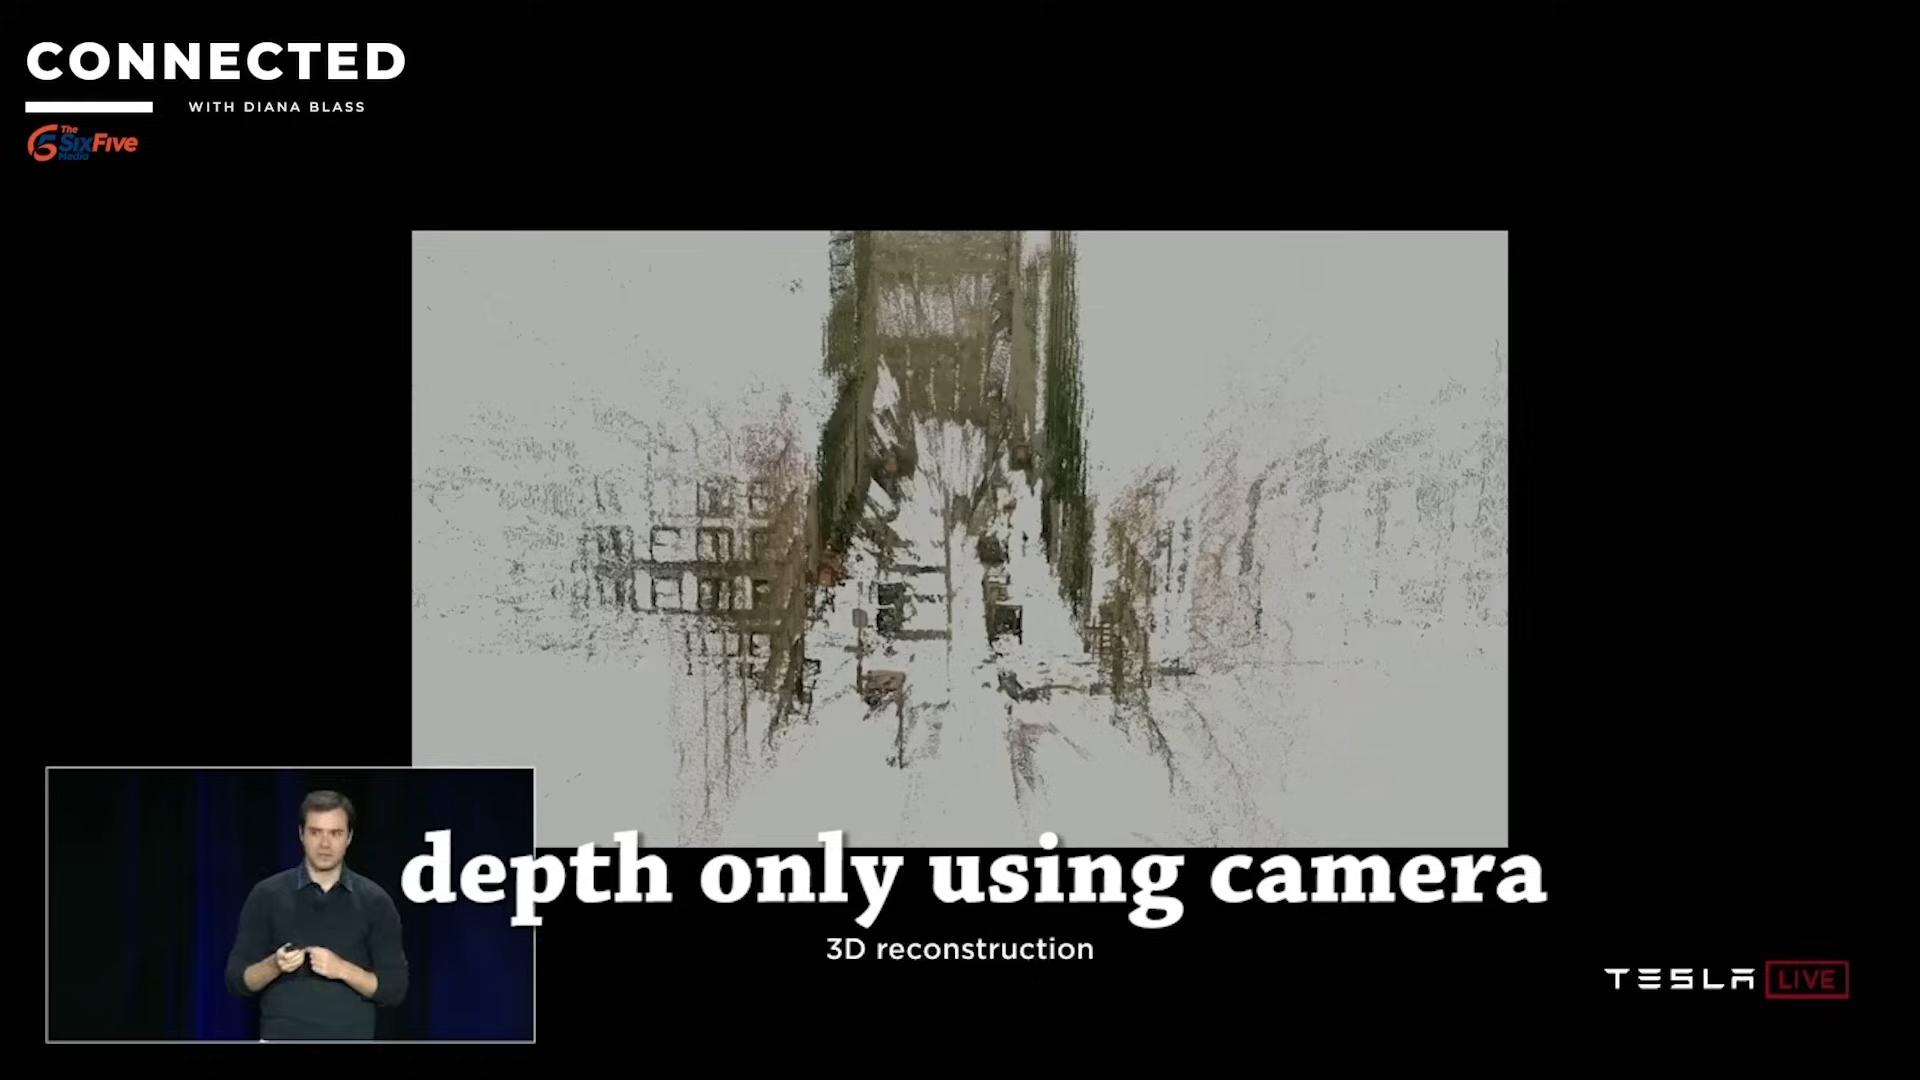 CONNECTED
WITH DIANA BLASS
The
SixFive
Media
depth only using camera
3D reconstruction
TESLA LIVE